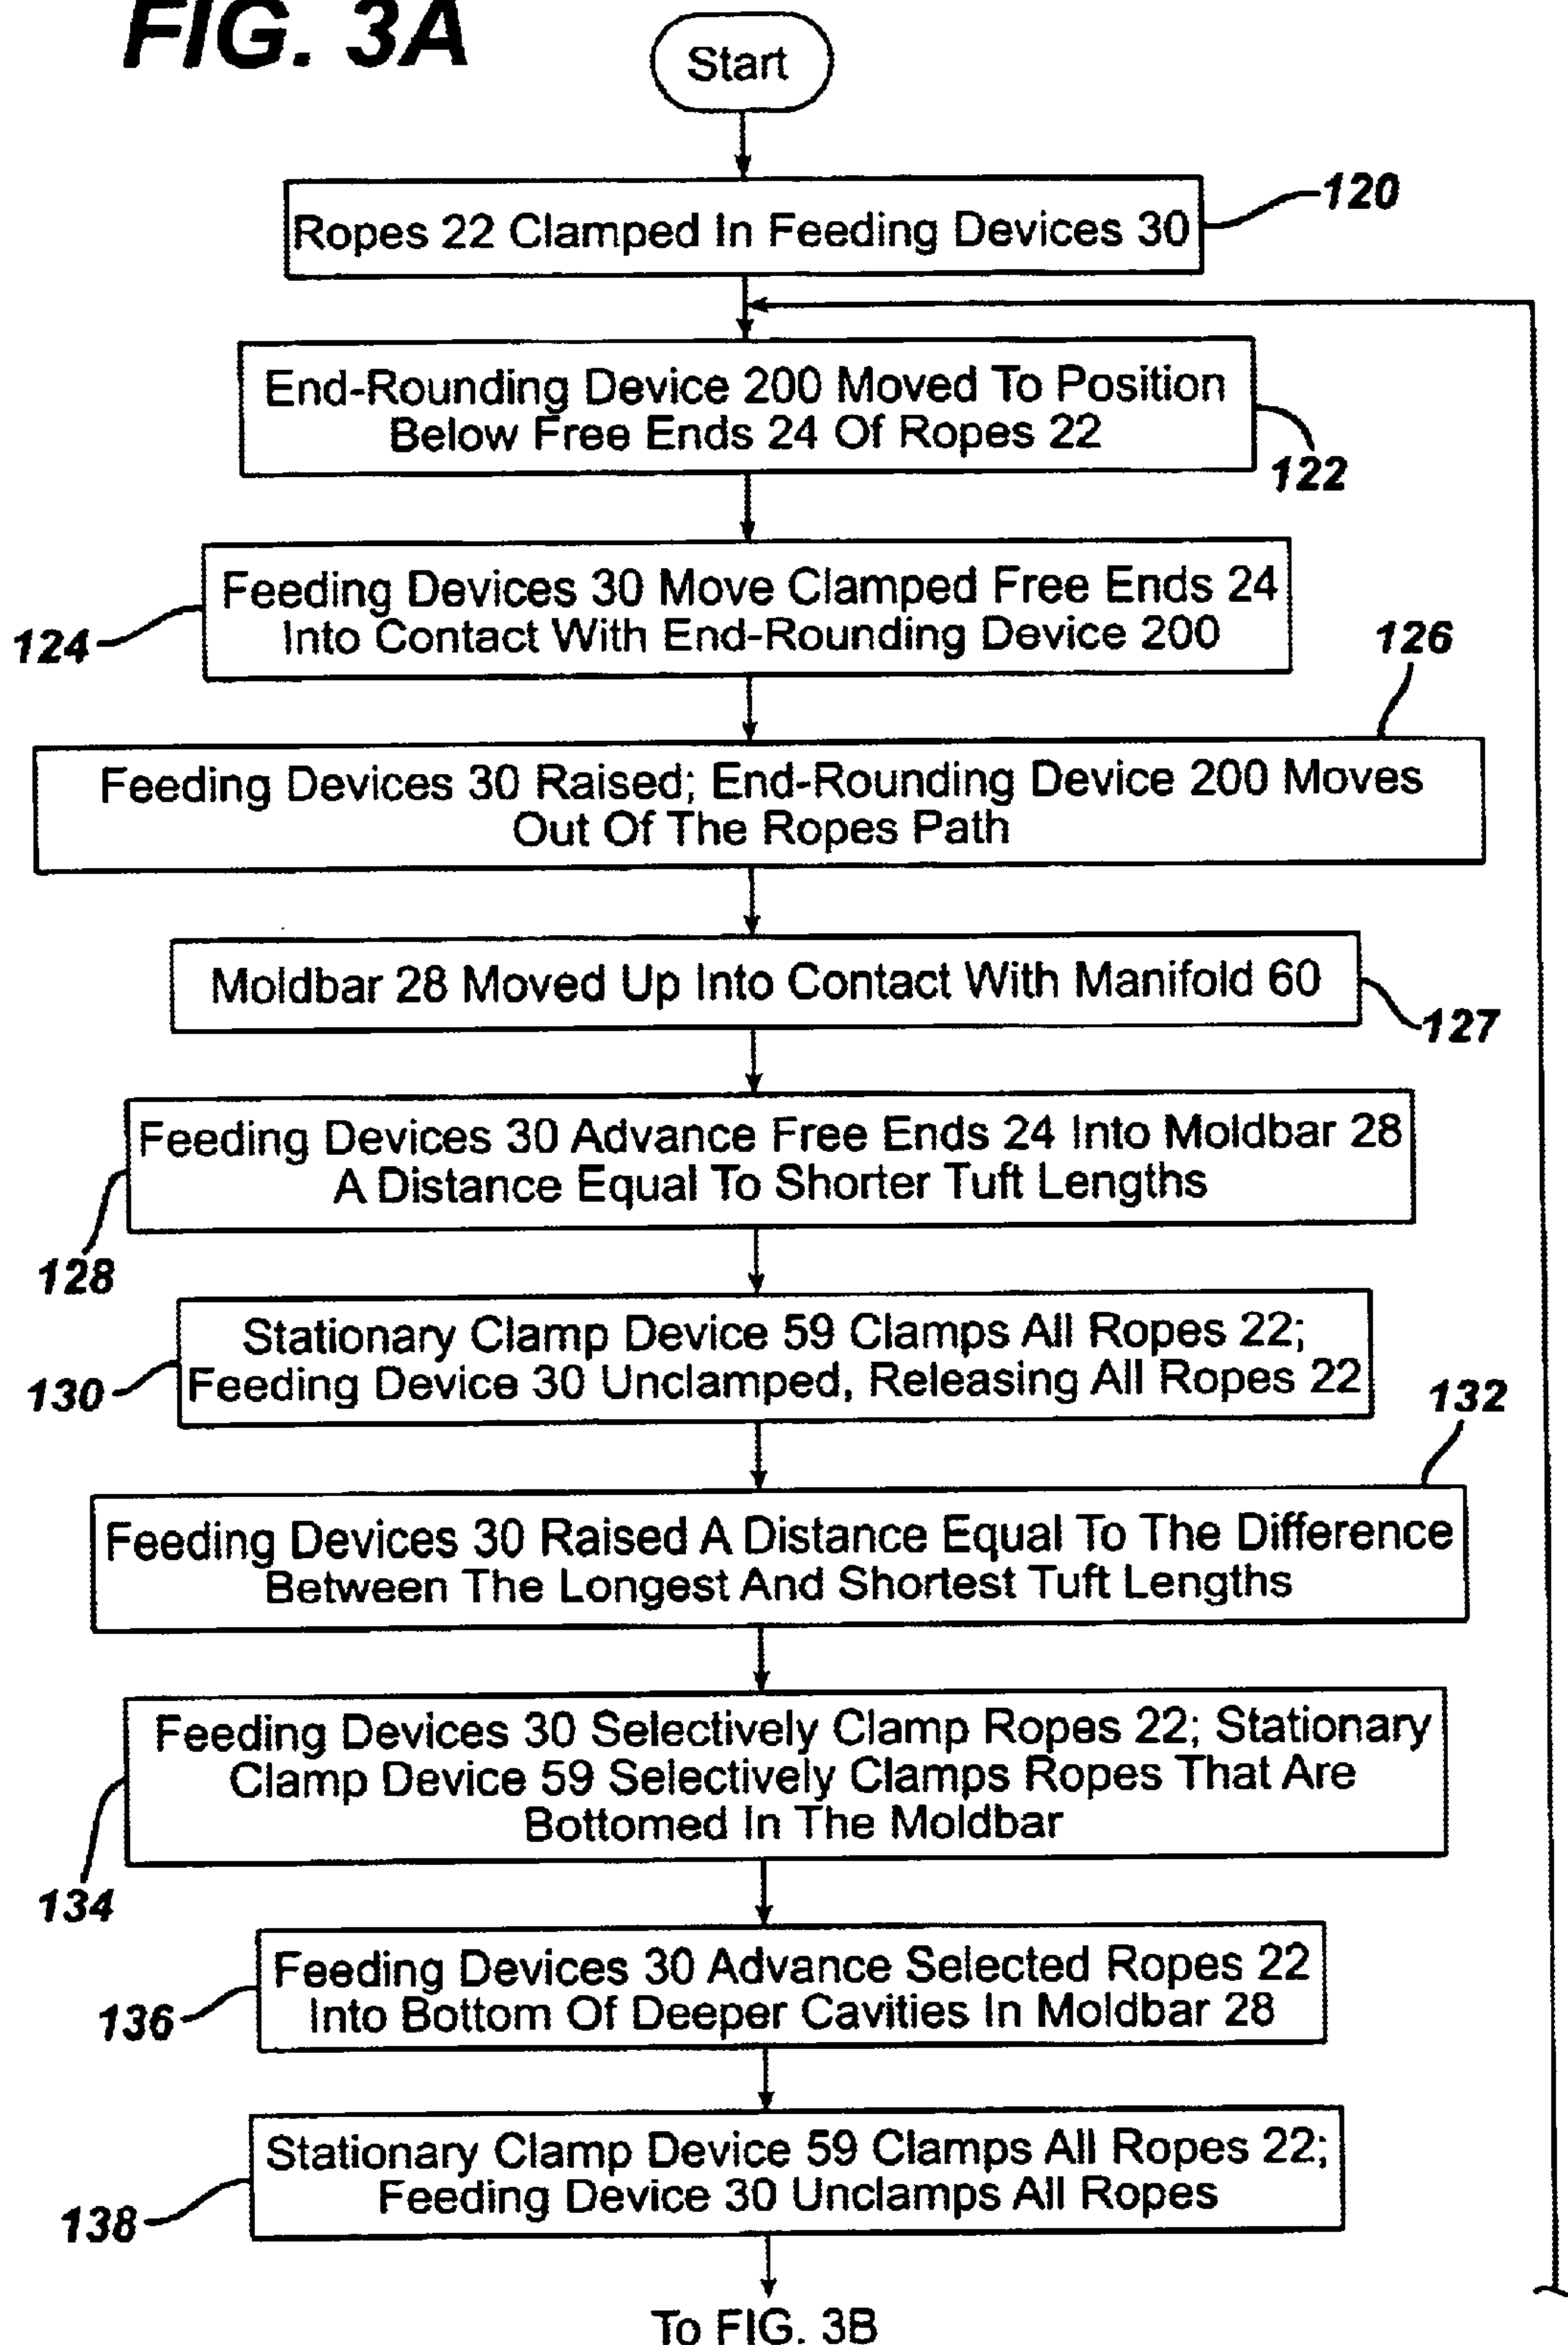 FIG. 3A
Start
Ropes 22 Clamped In Feeding Devices 30
120
End-Rounding Device 200 Moved To Position
Below Free Ends 24 Of Ropes 22
122
Feeding Devices 30 Move Clamped Free Ends 24
Into Contact With End-Rounding Device 200
124
126
Feeding Devices 30 Raised; End-Rounding Device 200 Moves
Out Of The Ropes Path
Moldbar 28 Moved Up Into Contact With Manifold 60
127
Feeding Devices 30 Advance Free Ends 24 Into Moldbar 28
A Distance Equal To Shorter Tuft Lengths
128
Stationary Clamp Device 59 Clamps All Ropes 22;
Feeding Device 30 Unclamped, Releasing All Ropes 22
130
132
Feeding Devices 30 Raised A Distance Equal To The Difference
Between The Longest And Shortest Tuft Lengths
Feeding Devices 30 Selectively Clamp Ropes 22; Stationary
Clamp Device 59 Selectively Clamps Ropes That Are
Bottomed In The Moldbar
134
Feeding Devices 30 Advance Selected Ropes 22
Into Bottom Of Deeper Cavities In Moldbar 28
136
Stationary Clamp Device 59 Clamps All Ropes 22;
Feeding Device 30 Unclamps All Ropes
138
To FIG. 3B